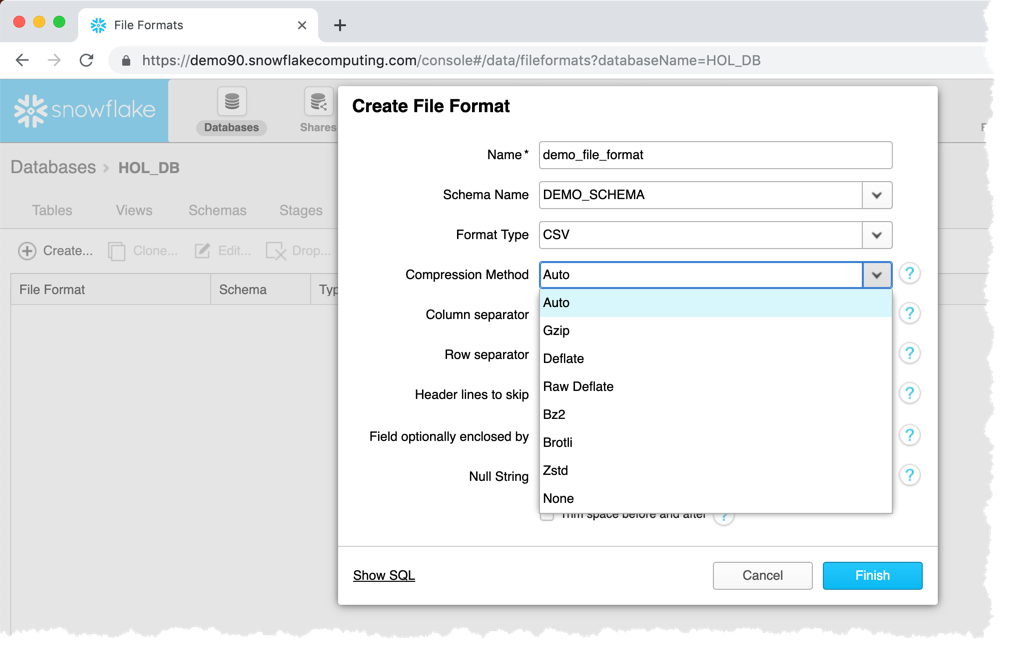 File Formats
https://demo90.snowflakecomputing.com/console#/data/fileformats?databaseName=HOL_DB
snowflake
Databases
Shares
Create File Format
Databases > HOL_DB
Tables Views Schemas Stages
Create... Clone... Edit... Drop...
File Format Schema Typ
Name* demo_file_format
Schema Name DEMO_SCHEMA
Format Type CSV
Compression Method Auto ?
Auto
Column separator ?
Gzip
Row separator ?
Deflate
Raw Deflate
Header lines to skip ?
Bz2
Field optionally enclosed by ?
Brotli
Null String ?
Zstd
None
Trim space before and after ?
Show SQL Cancel Finish